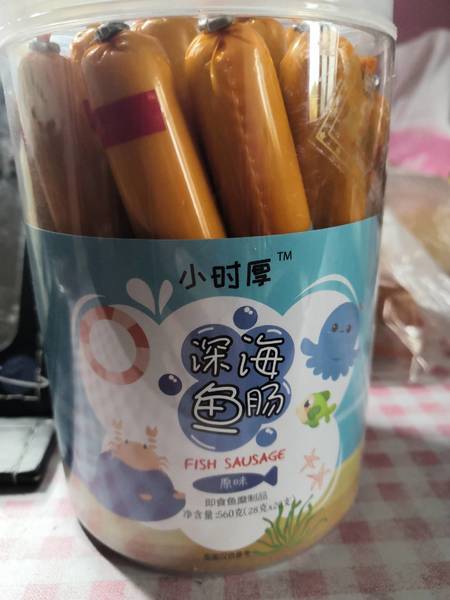 小时厚™
深海
鱼肠
FISH SAUSAGE
原味
即食鱼糜制品
净含量:560克(28克x20支)